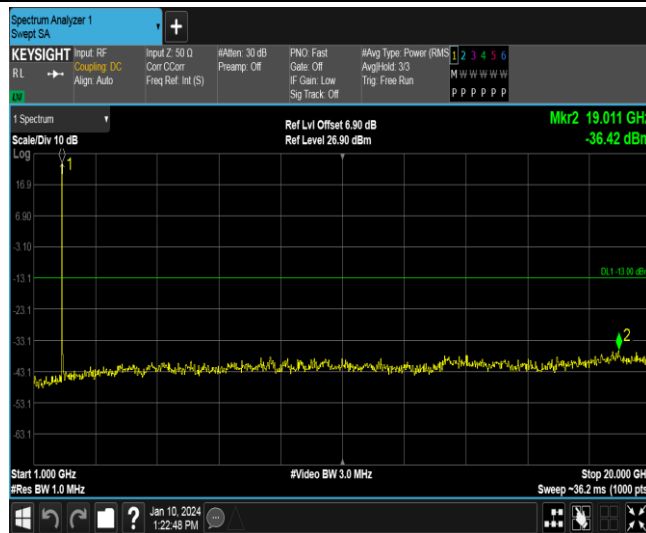 Spectrum Analyzer 1
Swept SA
+
KEYSIGHT
RL
LXI
Input: RF
Coupling: DC
Align: Auto
Input Z: 50 Ω
Corr CCorr
Freq Ref: Int (S)
#Atten: 30 dB
Preamp: Off
PNO: Fast
Gate: Off
IF Gain: Low
Sig Track: Off
#Avg Type: Power (RMS
Avg|Hold: 3/3
Trig: Free Run
1 2 3 4 5 6
M W W W W W
P P P P P P
1 Spectrum
Scale/Div 10 dB
Ref Lvl Offset 6.90 dB
Ref Level 26.90 dBm
Mkr2 19.011 GHz
-36.42 dBm
Log
1
16.9
6.90
-3.10
-13.1
DL1 -13.00 dBm
-23.1
-33.1
2
-43.1
-53.1
-63.1
Start 1.000 GHz
#Video BW 3.0 MHz
Stop 20.000 GHz
#Res BW 1.0 MHz
Sweep ~36.2 ms (1000 pts)
?
Jan 10, 2024
1:22:48 PM